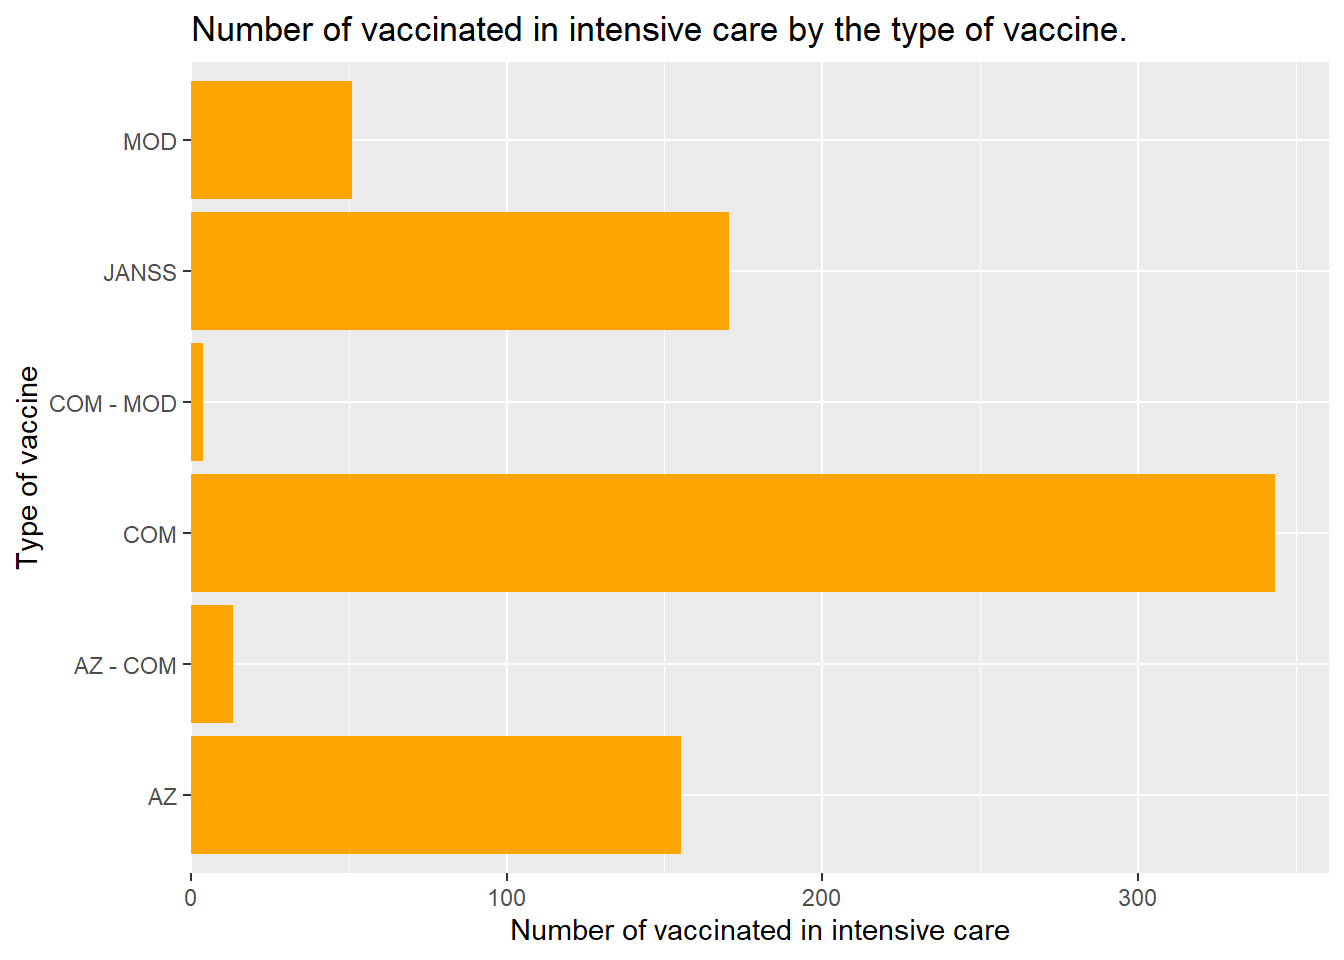 Number of vaccinated in intensive care by the type of vaccine.
Type of vaccine
MOD
JANSS
COM - MOD
COM
AZ - COM
AZ
0 100 200 300
Number of vaccinated in intensive care